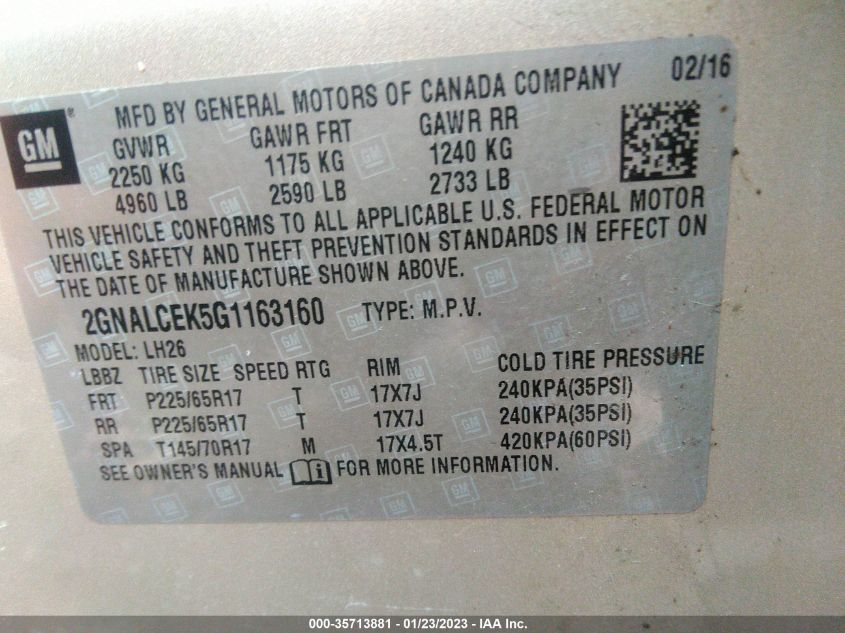 MFD BY GENERAL MOTORS OF CANADA COMPANY 02/16
GM ®
GVWR GAWR FRT GAWR RR
2250 KG 1175 KG 1240 KG
4960 LB 2590 LB 2733 LB
THIS VEHICLE CONFORMS TO ALL APPLICABLE U.S. FEDERAL MOTOR
VEHICLE SAFETY AND THEFT PREVENTION STANDARDS IN EFFECT ON
THE DATE OF MANUFACTURE SHOWN ABOVE.
2GNALCEK5G1163160 TYPE: M.P.V.
MODEL: LH26
LBBZ TIRE SIZE SPEED RTG RIM COLD TIRE PRESSURE
FRT P225/65R17 T 17X7J 240KPA(35PSI)
RR P225/65R17 T 17X7J 240KPA(35PSI)
SPA T145/70R17 M 17X4.5T 420KPA(60PSI)
SEE OWNER'S MANUAL FOR MORE INFORMATION.
000-35713881 - 01/23/2023 - IAA Inc.